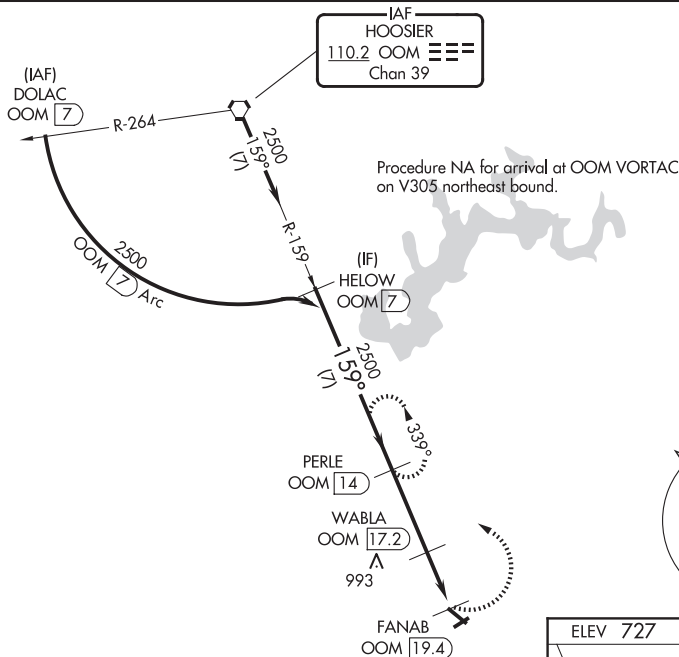 IAF
HOOSIER
110.2 OOM
Chan 39
(IAF)
DOLAC
OOM 7
R-264
2500
159°
(7)
Procedure NA for arrival at OOM VORTAC
on V305 northeast bound.
R-159
2500
OOM 7 Arc
(IF)
HELOW
OOM 7
2500
159°
(7)
339°
PERLE
OOM 14
WABLA
OOM 17.2
993
FANAB
OOM 19.4
ELEV 727